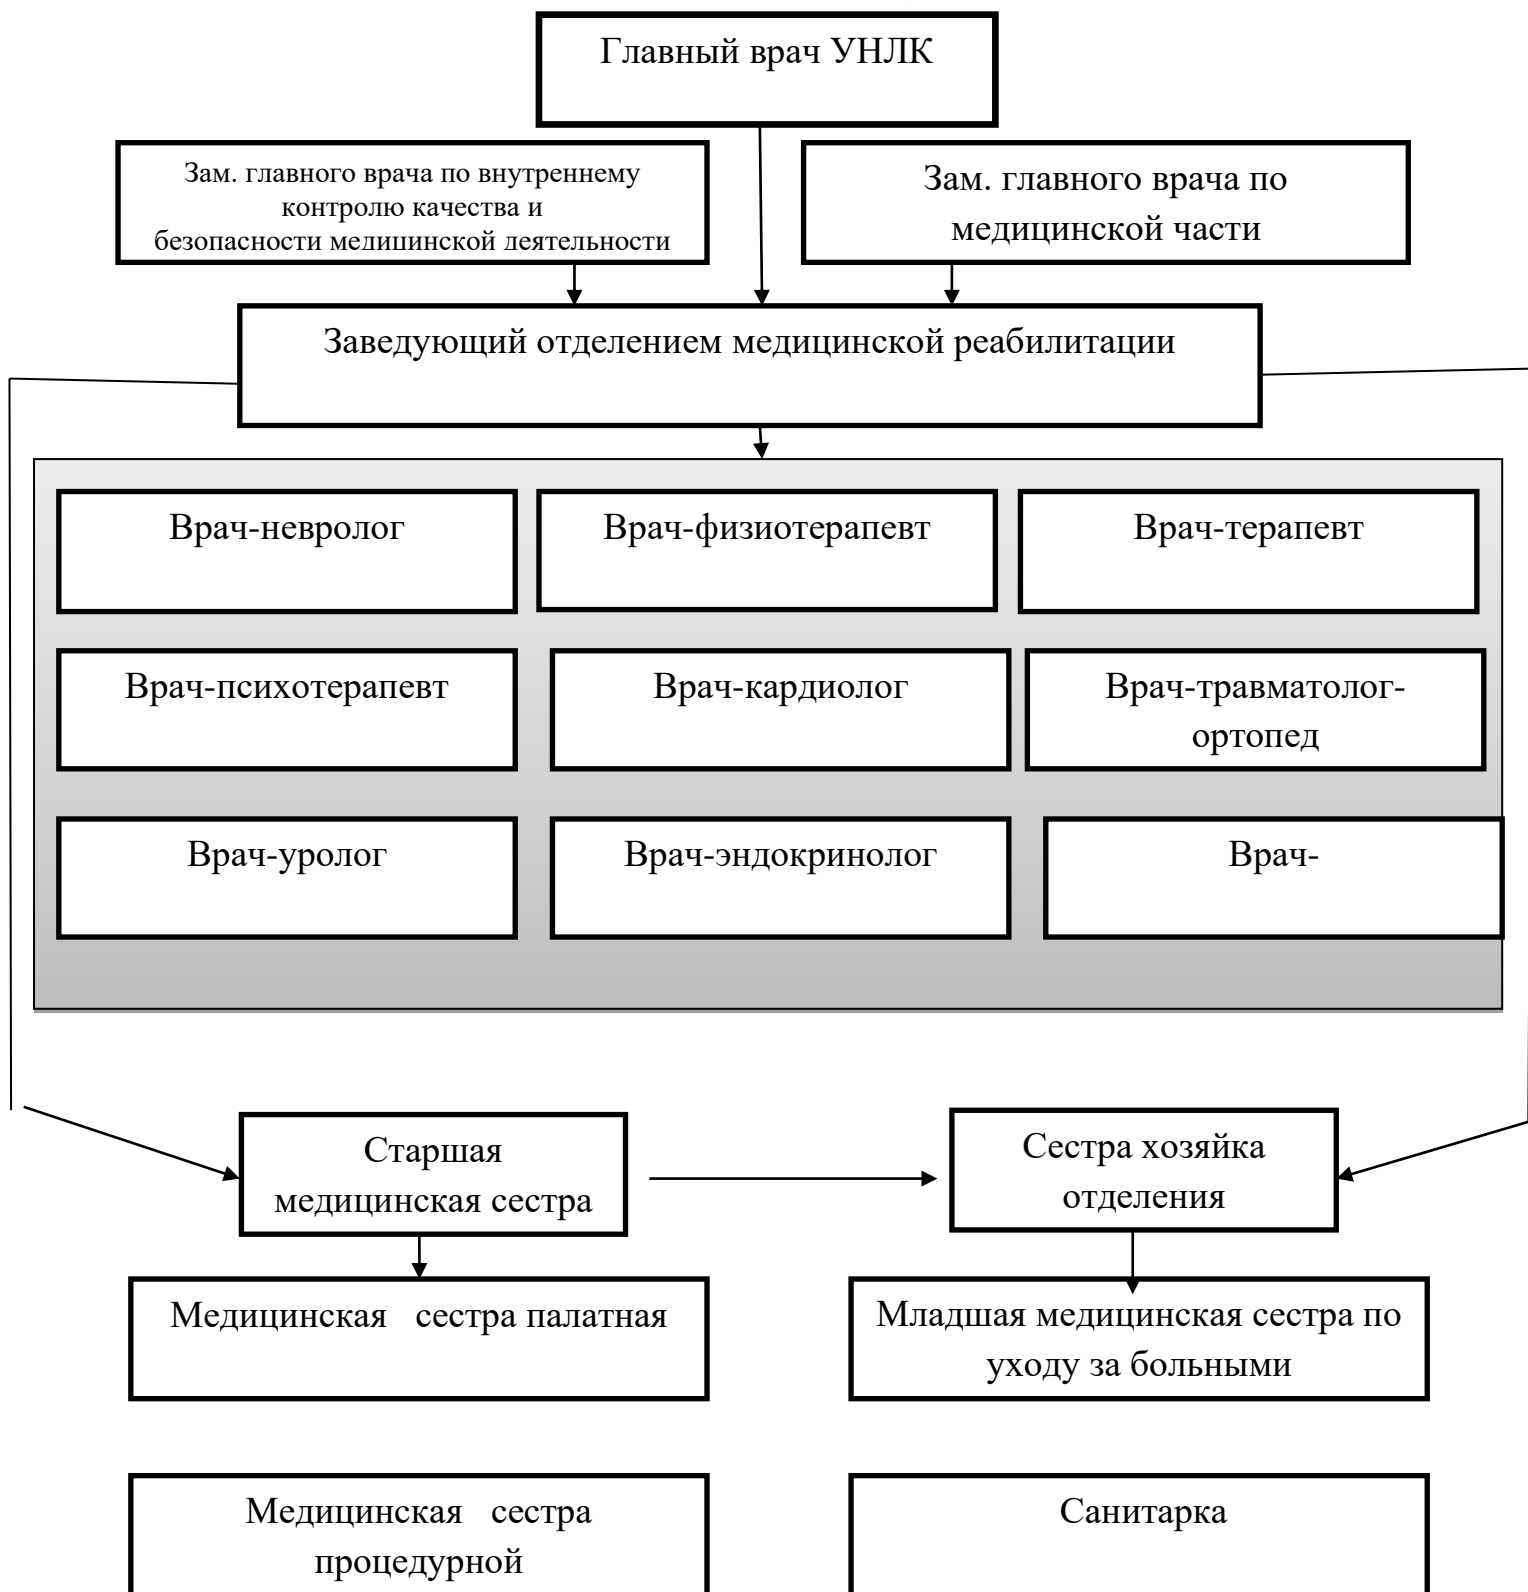 Главный врач УНЛК
Зам. главного врача по внутреннему
контролю качества и
безопасности медицинской деятельности
Зам. главного врача по
медицинской части
Заведующий отделением медицинской реабилитации
Врач-невролог
Врач-физиотерапевт
Врач-терапевт
Врач-психотерапевт
Врач-кардиолог
Врач-травматолог-
ортопед
Врач-уролог
Врач-эндокринолог
Врач-
Старшая
медицинская сестра
Сестра хозяйка
отделения
Медицинская сестра палатная
Младшая медицинская сестра по
уходу за больными
Медицинская сестра
процедурной
Санитарка